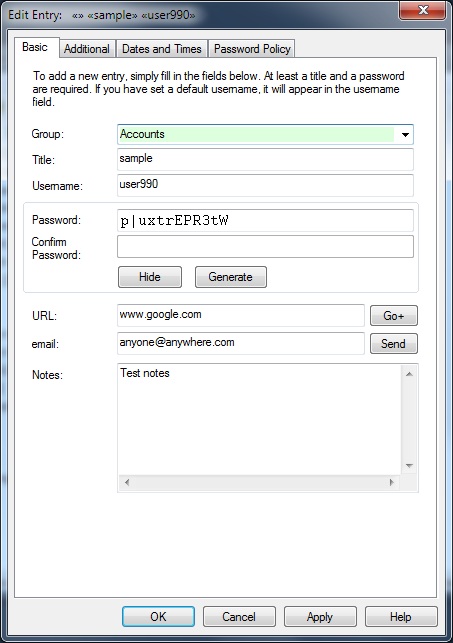 Edit Entry: «» «sample» «user990»
Basic Additional Dates and Times Password Policy
To add a new entry, simply fill in the fields below. At least a title and a password
are required. If you have set a default username, it will appear in the username
field.
Group: Accounts
Title: sample
Username: user990
Password: p|uxtrEPR3tW
Confirm
Password:
Hide Generate
URL: www.google.com Go+
email: anyone@anywhere.com Send
Notes: Test notes
OK Cancel Apply Help